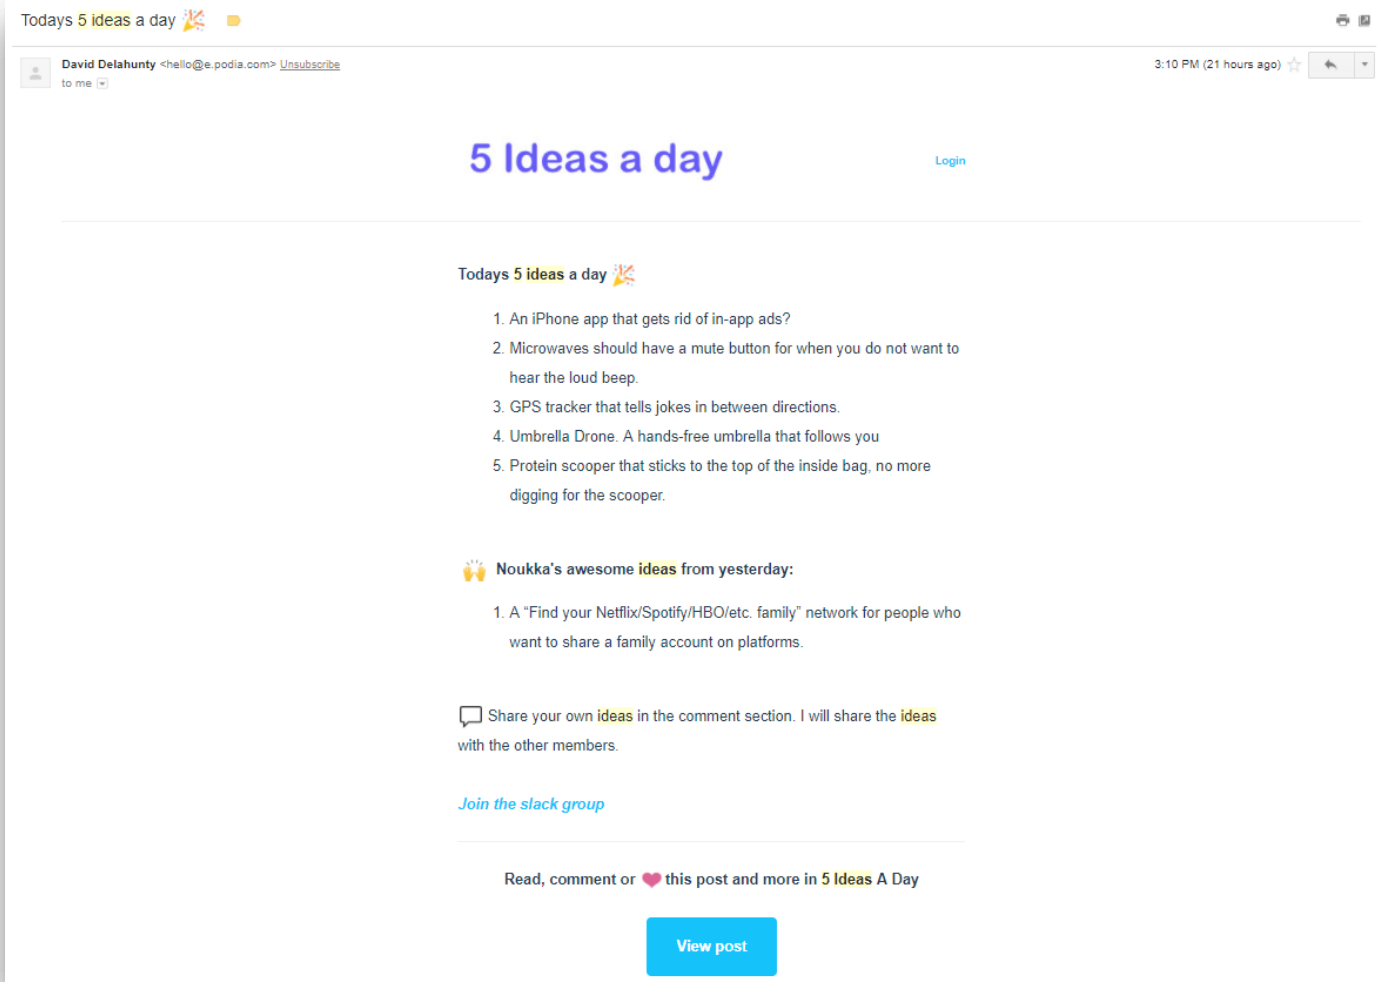 Todays 5 ideas a day 🎉
David Delahunty <hello@e.podia.com> Unsubscribe
3:10 PM (21 hours ago)
to me
5 Ideas a day
Login
Todays 5 ideas a day 🎉
1. An iPhone app that gets rid of in-app ads?
2. Microwaves should have a mute button for when you do not want to
hear the loud beep.
3. GPS tracker that tells jokes in between directions.
4. Umbrella Drone. A hands-free umbrella that follows you
5. Protein scooper that sticks to the top of the inside bag, no more
digging for the scooper.
🙌 Noukka's awesome ideas from yesterday:
1. A “Find your Netflix/Spotify/HBO/etc. family” network for people who
want to share a family account on platforms.
Share your own ideas in the comment section. I will share the ideas
with the other members.
Join the slack group
Read, comment or ❤ this post and more in 5 Ideas A Day
View post